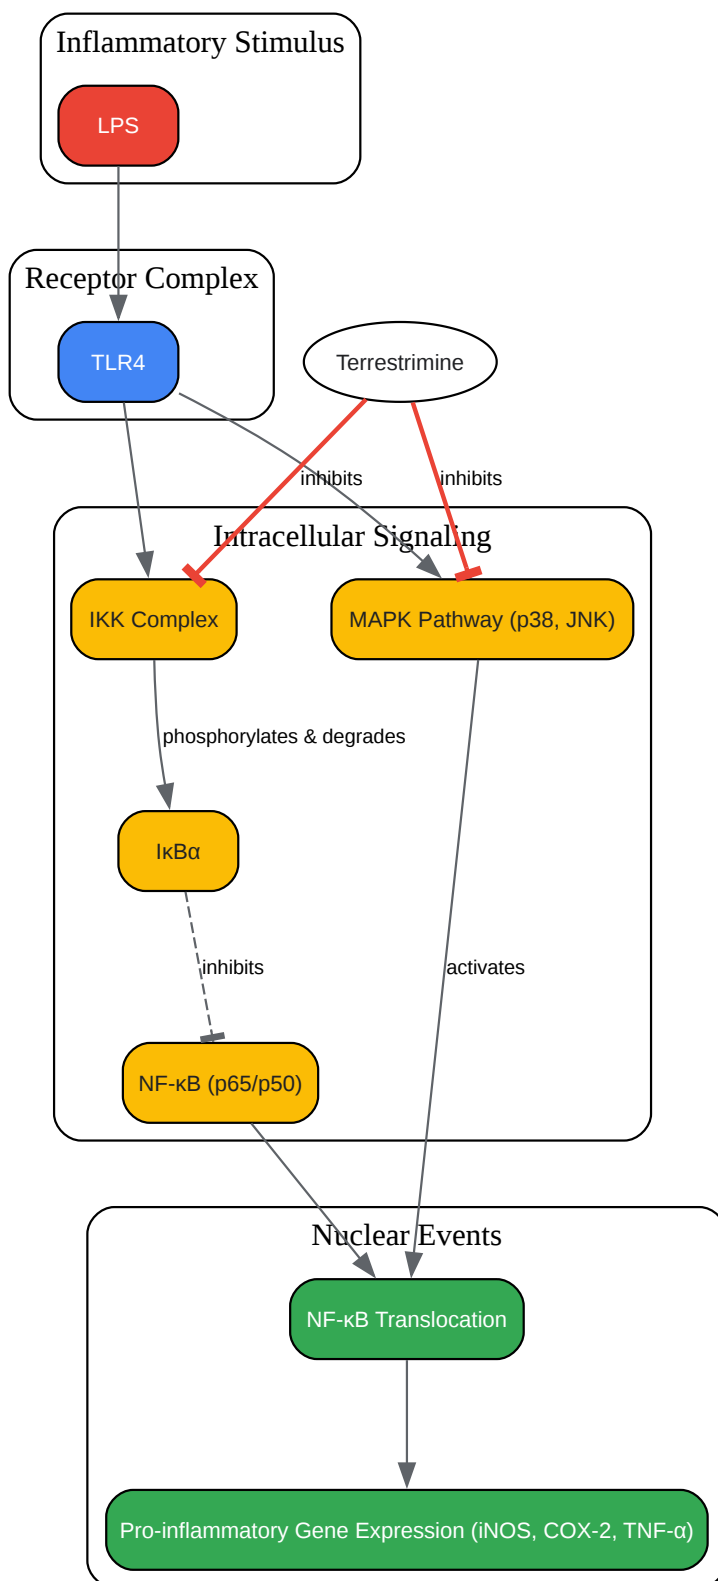 Inflammatory Stimulus
LPS
Receptor Complex
TLR4
Terrestrimine
inhibits
inhibits
Intracellular Signaling
IKK Complex
MAPK Pathway (p38, JNK)
phosphorylates & degrades
IκBα
inhibits
activates
NF-κB (p65/p50)
Nuclear Events
NF-κB Translocation
Pro-inflammatory Gene Expression (iNOS, COX-2, TNF-α)